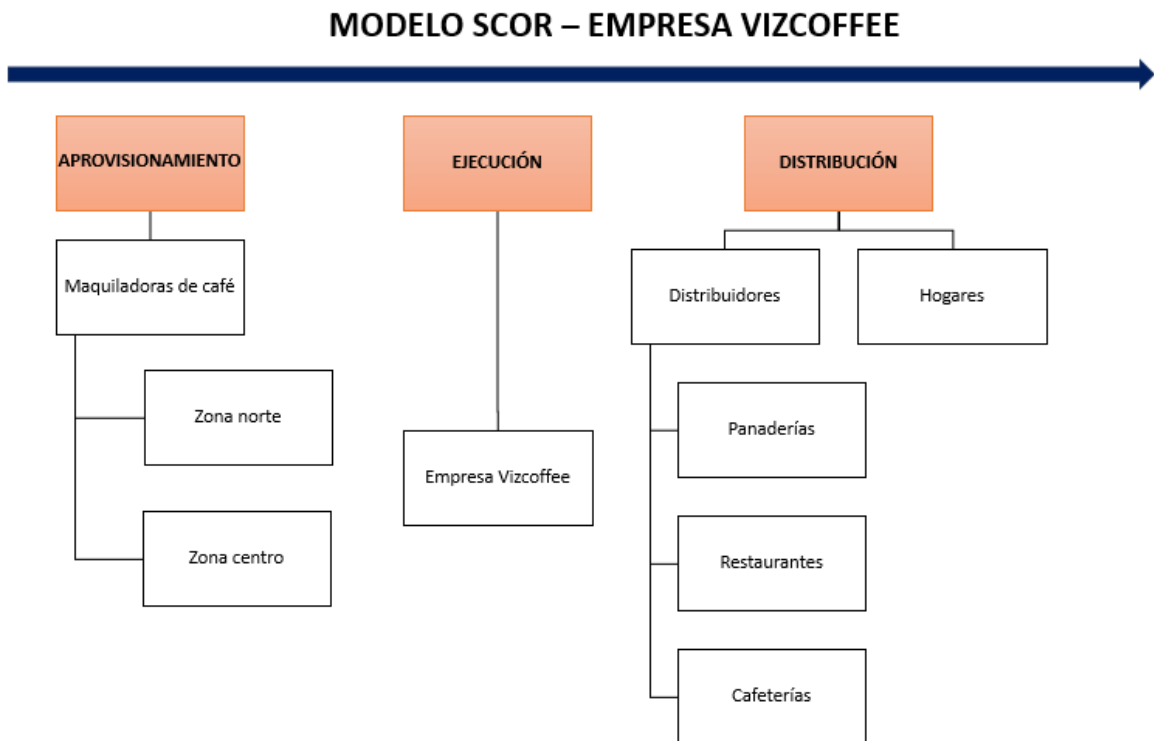 MODELO SCOR – EMPRESA VIZCOFFEE
APROVISIONAMIENTO
EJECUCIÓN
DISTRIBUCIÓN
Maquiladoras de café
Distribuidores
Hogares
Zona norte
Panaderías
Empresa Vizcoffee
Zona centro
Restaurantes
Cafeterías